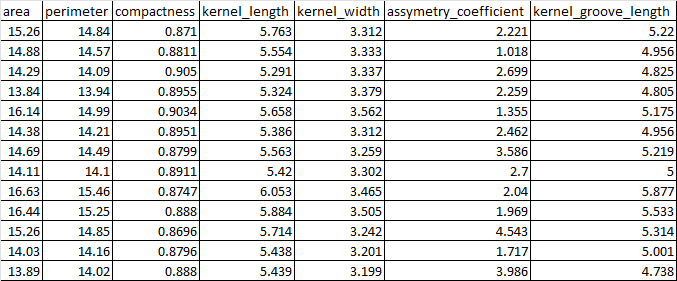 area perimeter compactness kernel_length kernel_width assymetry_coefficient kernel_groove_length
15.26 14.84 0.871 5.763 3.312 2.221 5.22
14.88 14.57 0.8811 5.554 3.333 1.018 4.956
14.29 14.09 0.905 5.291 3.337 2.699 4.825
13.84 13.94 0.8955 5.324 3.379 2.259 4.805
16.14 14.99 0.9034 5.658 3.562 1.355 5.175
14.38 14.21 0.8951 5.386 3.312 2.462 4.956
14.69 14.49 0.8799 5.563 3.259 3.586 5.219
14.11 14.1 0.8911 5.42 3.302 2.7 5
16.63 15.46 0.8747 6.053 3.465 2.04 5.877
16.44 15.25 0.888 5.884 3.505 1.969 5.533
15.26 14.85 0.8696 5.714 3.242 4.543 5.314
14.03 14.16 0.8796 5.438 3.201 1.717 5.001
13.89 14.02 0.888 5.439 3.199 3.986 4.738